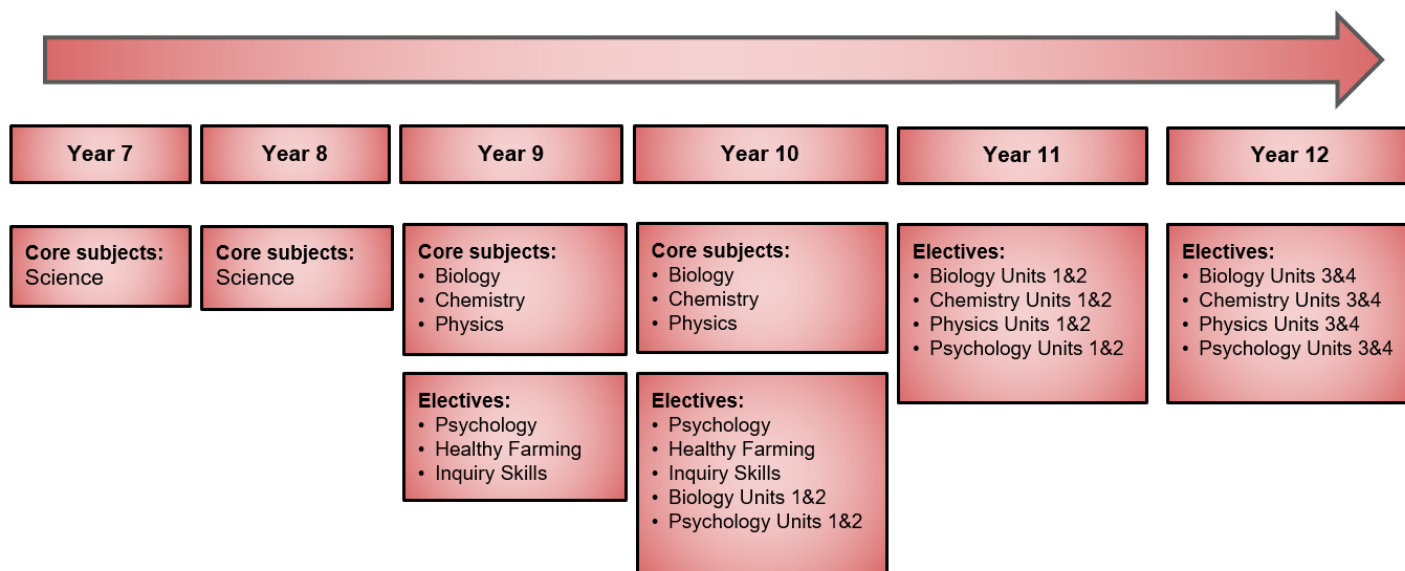 Year 7
Year 8
Year 9
Year 10
Year 11
Year 12
Core subjects:
Science
Core subjects:
Science
Core subjects:
• Biology
• Chemistry
• Physics
Electives:
• Psychology
• Healthy Farming
• Inquiry Skills
Core subjects:
• Biology
• Chemistry
• Physics
Electives:
• Psychology
• Healthy Farming
• Inquiry Skills
• Biology Units 1&2
• Psychology Units 1&2
Electives:
• Biology Units 1&2
• Chemistry Units 1&2
• Physics Units 1&2
• Psychology Units 1&2
Electives:
• Biology Units 3&4
• Chemistry Units 3&4
• Physics Units 3&4
• Psychology Units 3&4